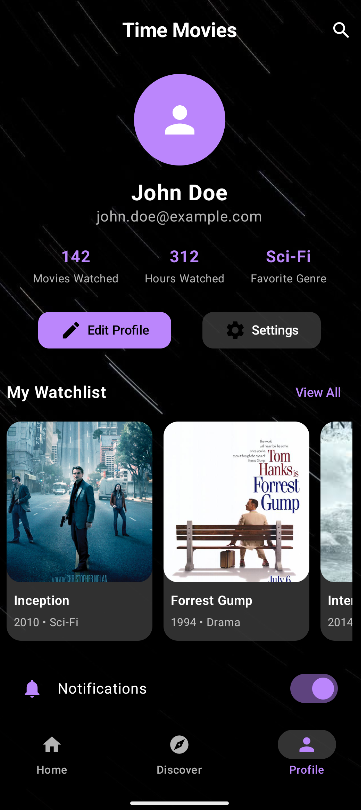 Time Movies
John Doe
john.doe@example.com
142 312 Sci-Fi
Movies Watched Hours Watched Favorite Genre
Edit Profile Settings
My Watchlist View All
Tom
Hanks is
Forrest
Gump
July 6
Inception Forrest Gump Inter
2010 • Sci-Fi 1994 • Drama 2014
Notifications
Home Discover Profile